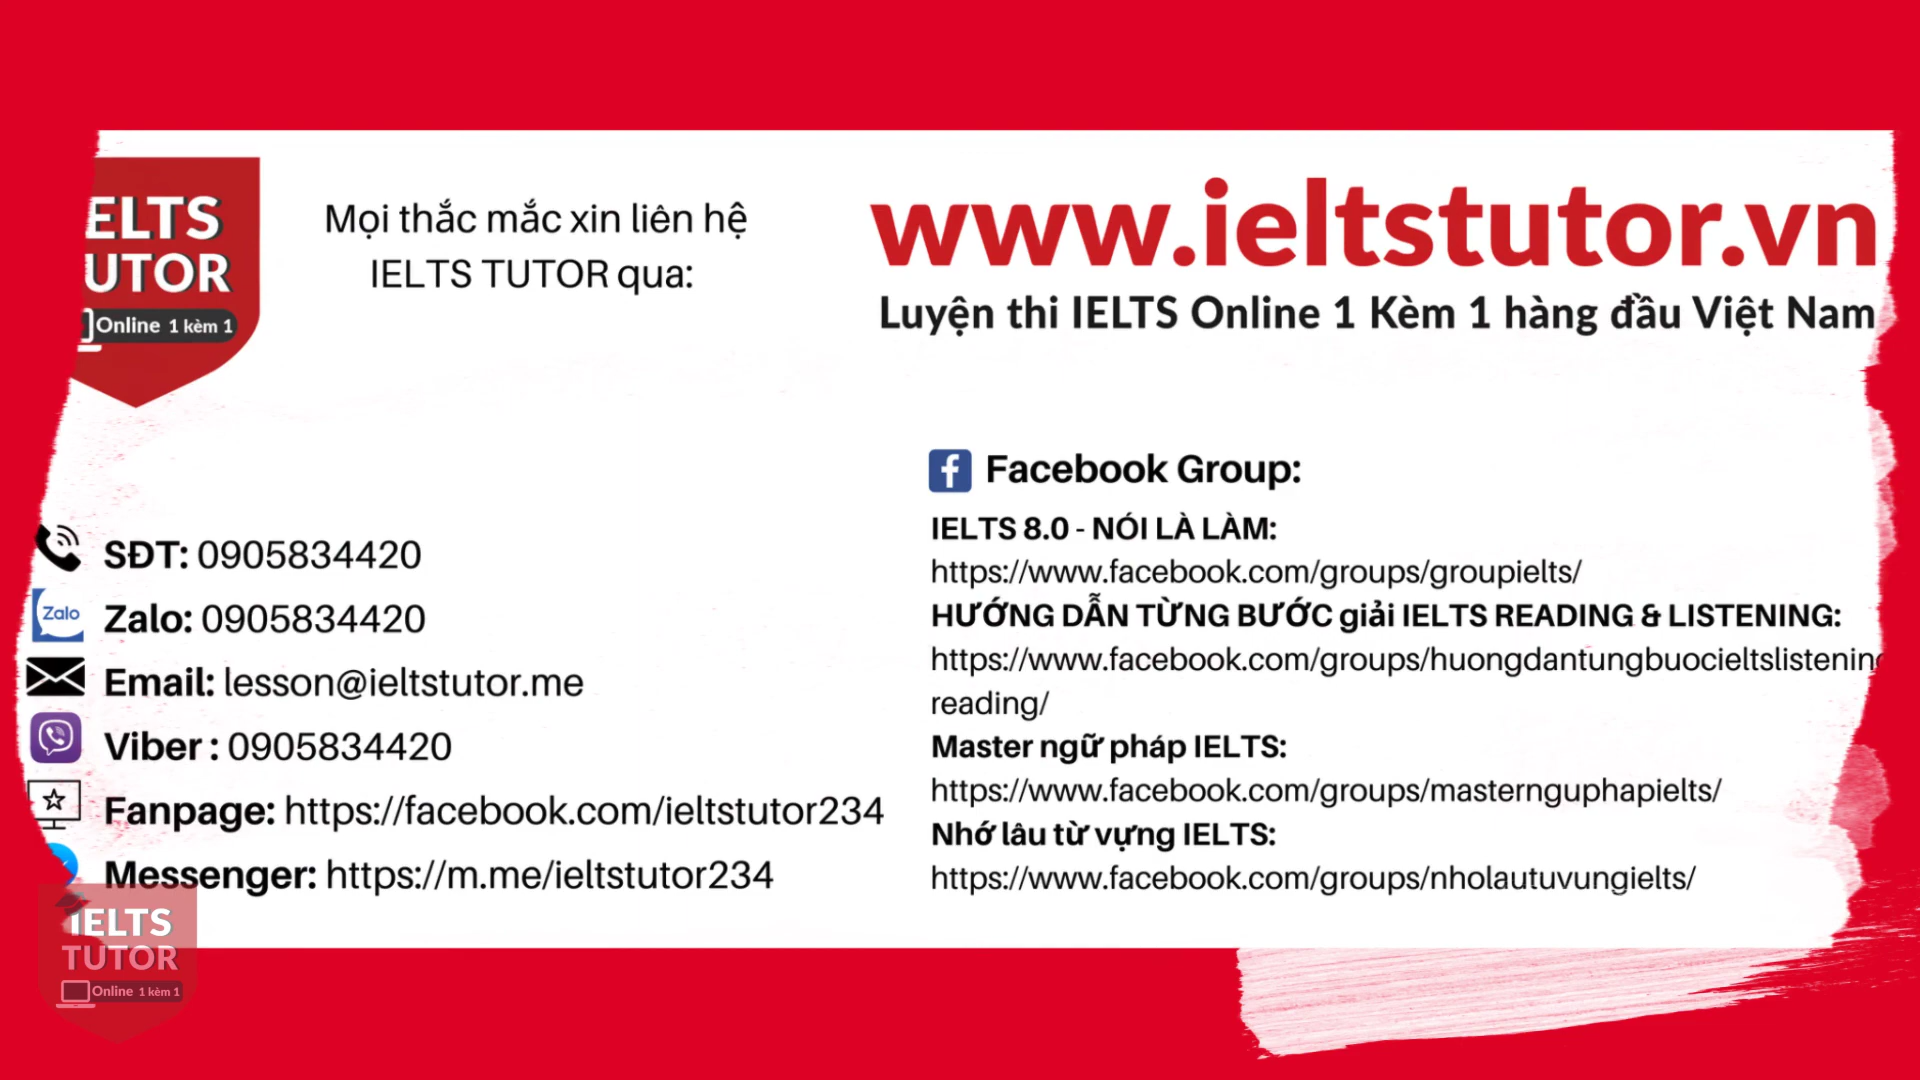 ELTS
UTOR
Online 1 kèm 1
Mọi thắc mắc xin liên hệ
IELTS TUTOR qua:
www.ieltstutor.vn
Luyện thi IELTS Online 1 Kèm 1 hàng đầu Việt Nam
SĐT: 0905834420
Zalo
Zalo: 0905834420
Email: lesson@ieltstutor.me
Viber : 0905834420
Fanpage: https://facebook.com/ieltstutor234
Messenger: https://m.me/ieltstutor234
Facebook Group:
IELTS 8.0 - NÓI LÀ LÀM:
https://www.facebook.com/groups/groupielts/
HƯỚNG DẪN TỪNG BƯỚC giải IELTS READING & LISTENING:
https://www.facebook.com/groups/huongdantungbuocieltslistening
reading/
Master ngữ pháp IELTS:
https://www.facebook.com/groups/masternguphapielts/
Nhớ lâu từ vựng IELTS:
https://www.facebook.com/groups/nholautuvungielts/
IELTS
TUTOR
Online 1 kèm 1